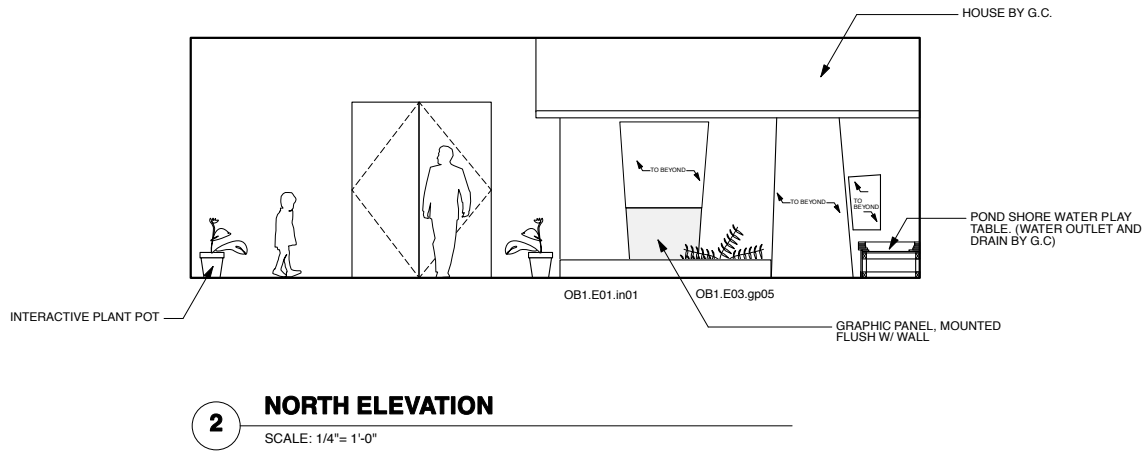 HOUSE BY G.C.
TO BEYOND
TO BEYOND
TO
BEYOND
POND SHORE WATER PLAY
TABLE. (WATER OUTLET AND
DRAIN BY G.C)
OB1.E01.in01
OB1.E03.gp05
INTERACTIVE PLANT POT
GRAPHIC PANEL, MOUNTED
FLUSH W/ WALL
2
NORTH ELEVATION
SCALE: 1/4"= 1'-0"